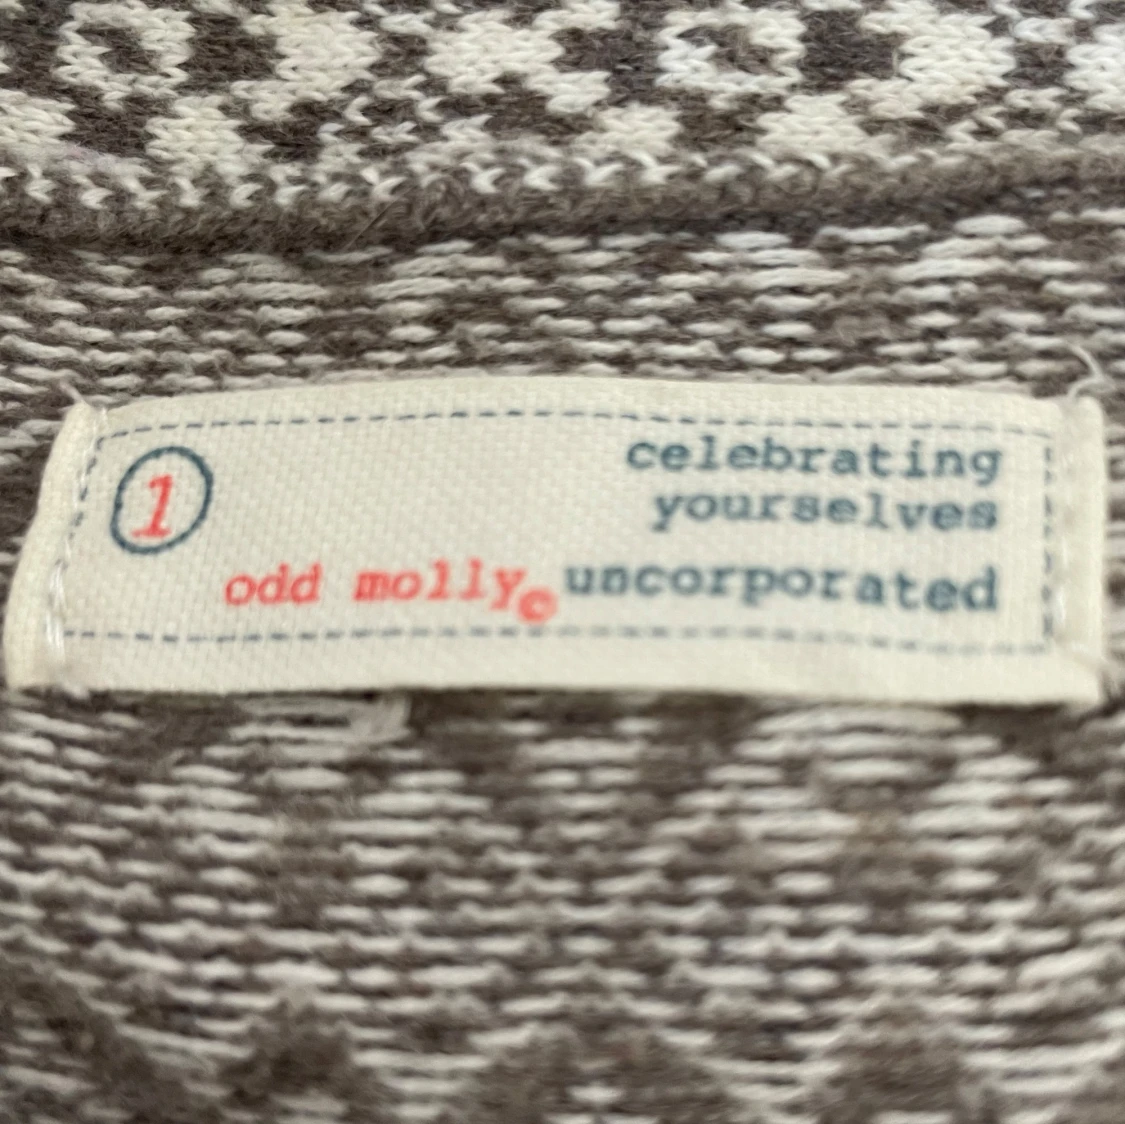 1
celebrating
yourselves
odd molly© uncorporated